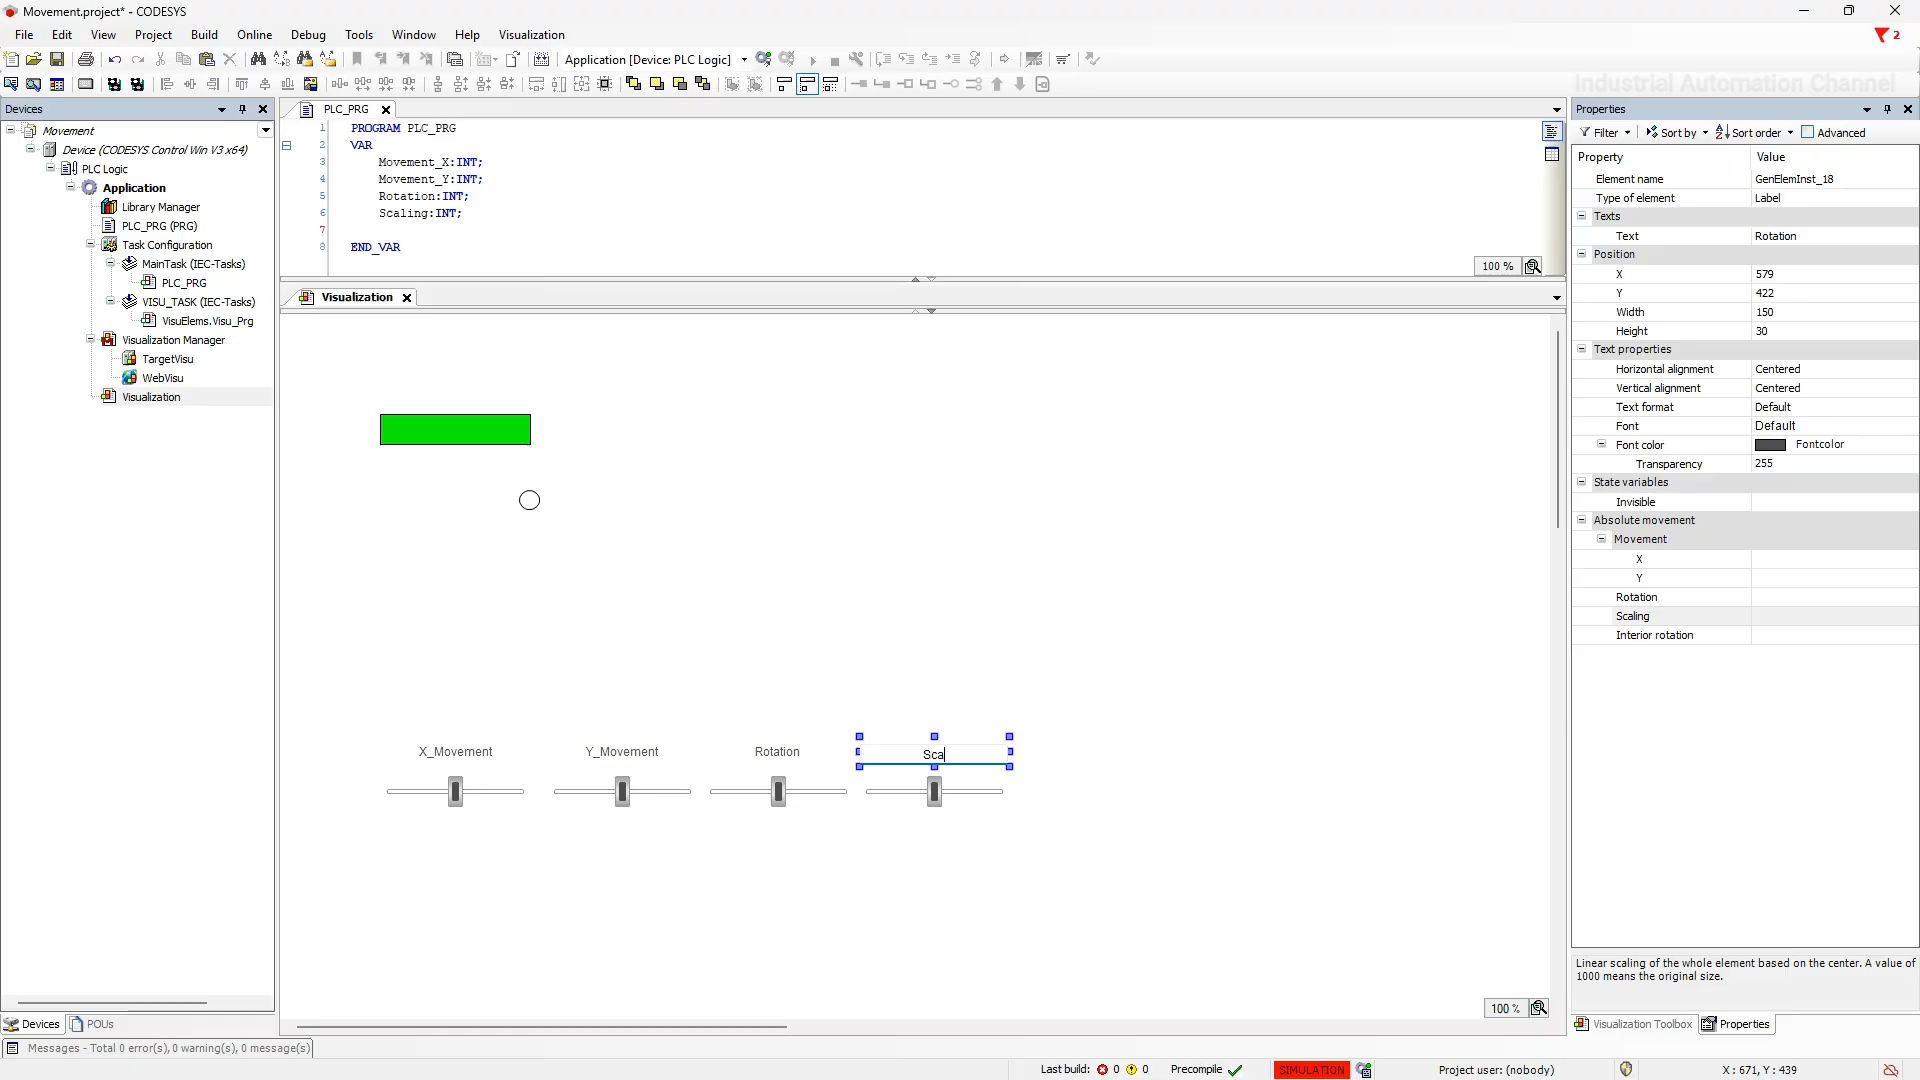 Movement.project* - CODESYS
File Edit View Project Build Online Debug Tools Window Help Visualization
2
Application [Device: PLC Logic]
Industrial Automation Channel
Devices
Movement
Device (CODESYS Control Win V3 x64)
PLC Logic
Application
Library Manager
PLC_PRG (PRG)
Task Configuration
MainTask (IEC-Tasks)
PLC_PRG
VISU_TASK (IEC-Tasks)
VisuElems.Visu_Prg
Visualization Manager
TargetVisu
WebVisu
Visualization
Devices POUs
PLC_PRG
1 PROGRAM PLC_PRG
2 VAR
3 Movement_X:INT;
4 Movement_Y:INT;
5 Rotation:INT;
6 Scaling:INT;
7
8 END_VAR
100 %
Visualization
X_Movement Y_Movement Rotation Sca
100 %
Properties
Filter Sort by Sort order Advanced
Property Value
Element name GenElemInst_18
Type of element Label
Texts
Text Rotation
Position
X 579
Y 422
Width 150
Height 30
Text properties
Horizontal alignment Centered
Vertical alignment Centered
Text format Default
Font Default
Font color Fontcolor
Transparency 255
State variables
Invisible
Absolute movement
Movement
X
Y
Rotation
Scaling
Interior rotation
Linear scaling of the whole element based on the center. A value of
1000 means the original size.
Visualization Toolbox Properties
Messages - Total 0 error(s), 0 warning(s), 0 message(s)
Last build: 0 0 Precompile SIMULATION Project user: (nobody) X : 671, Y : 439